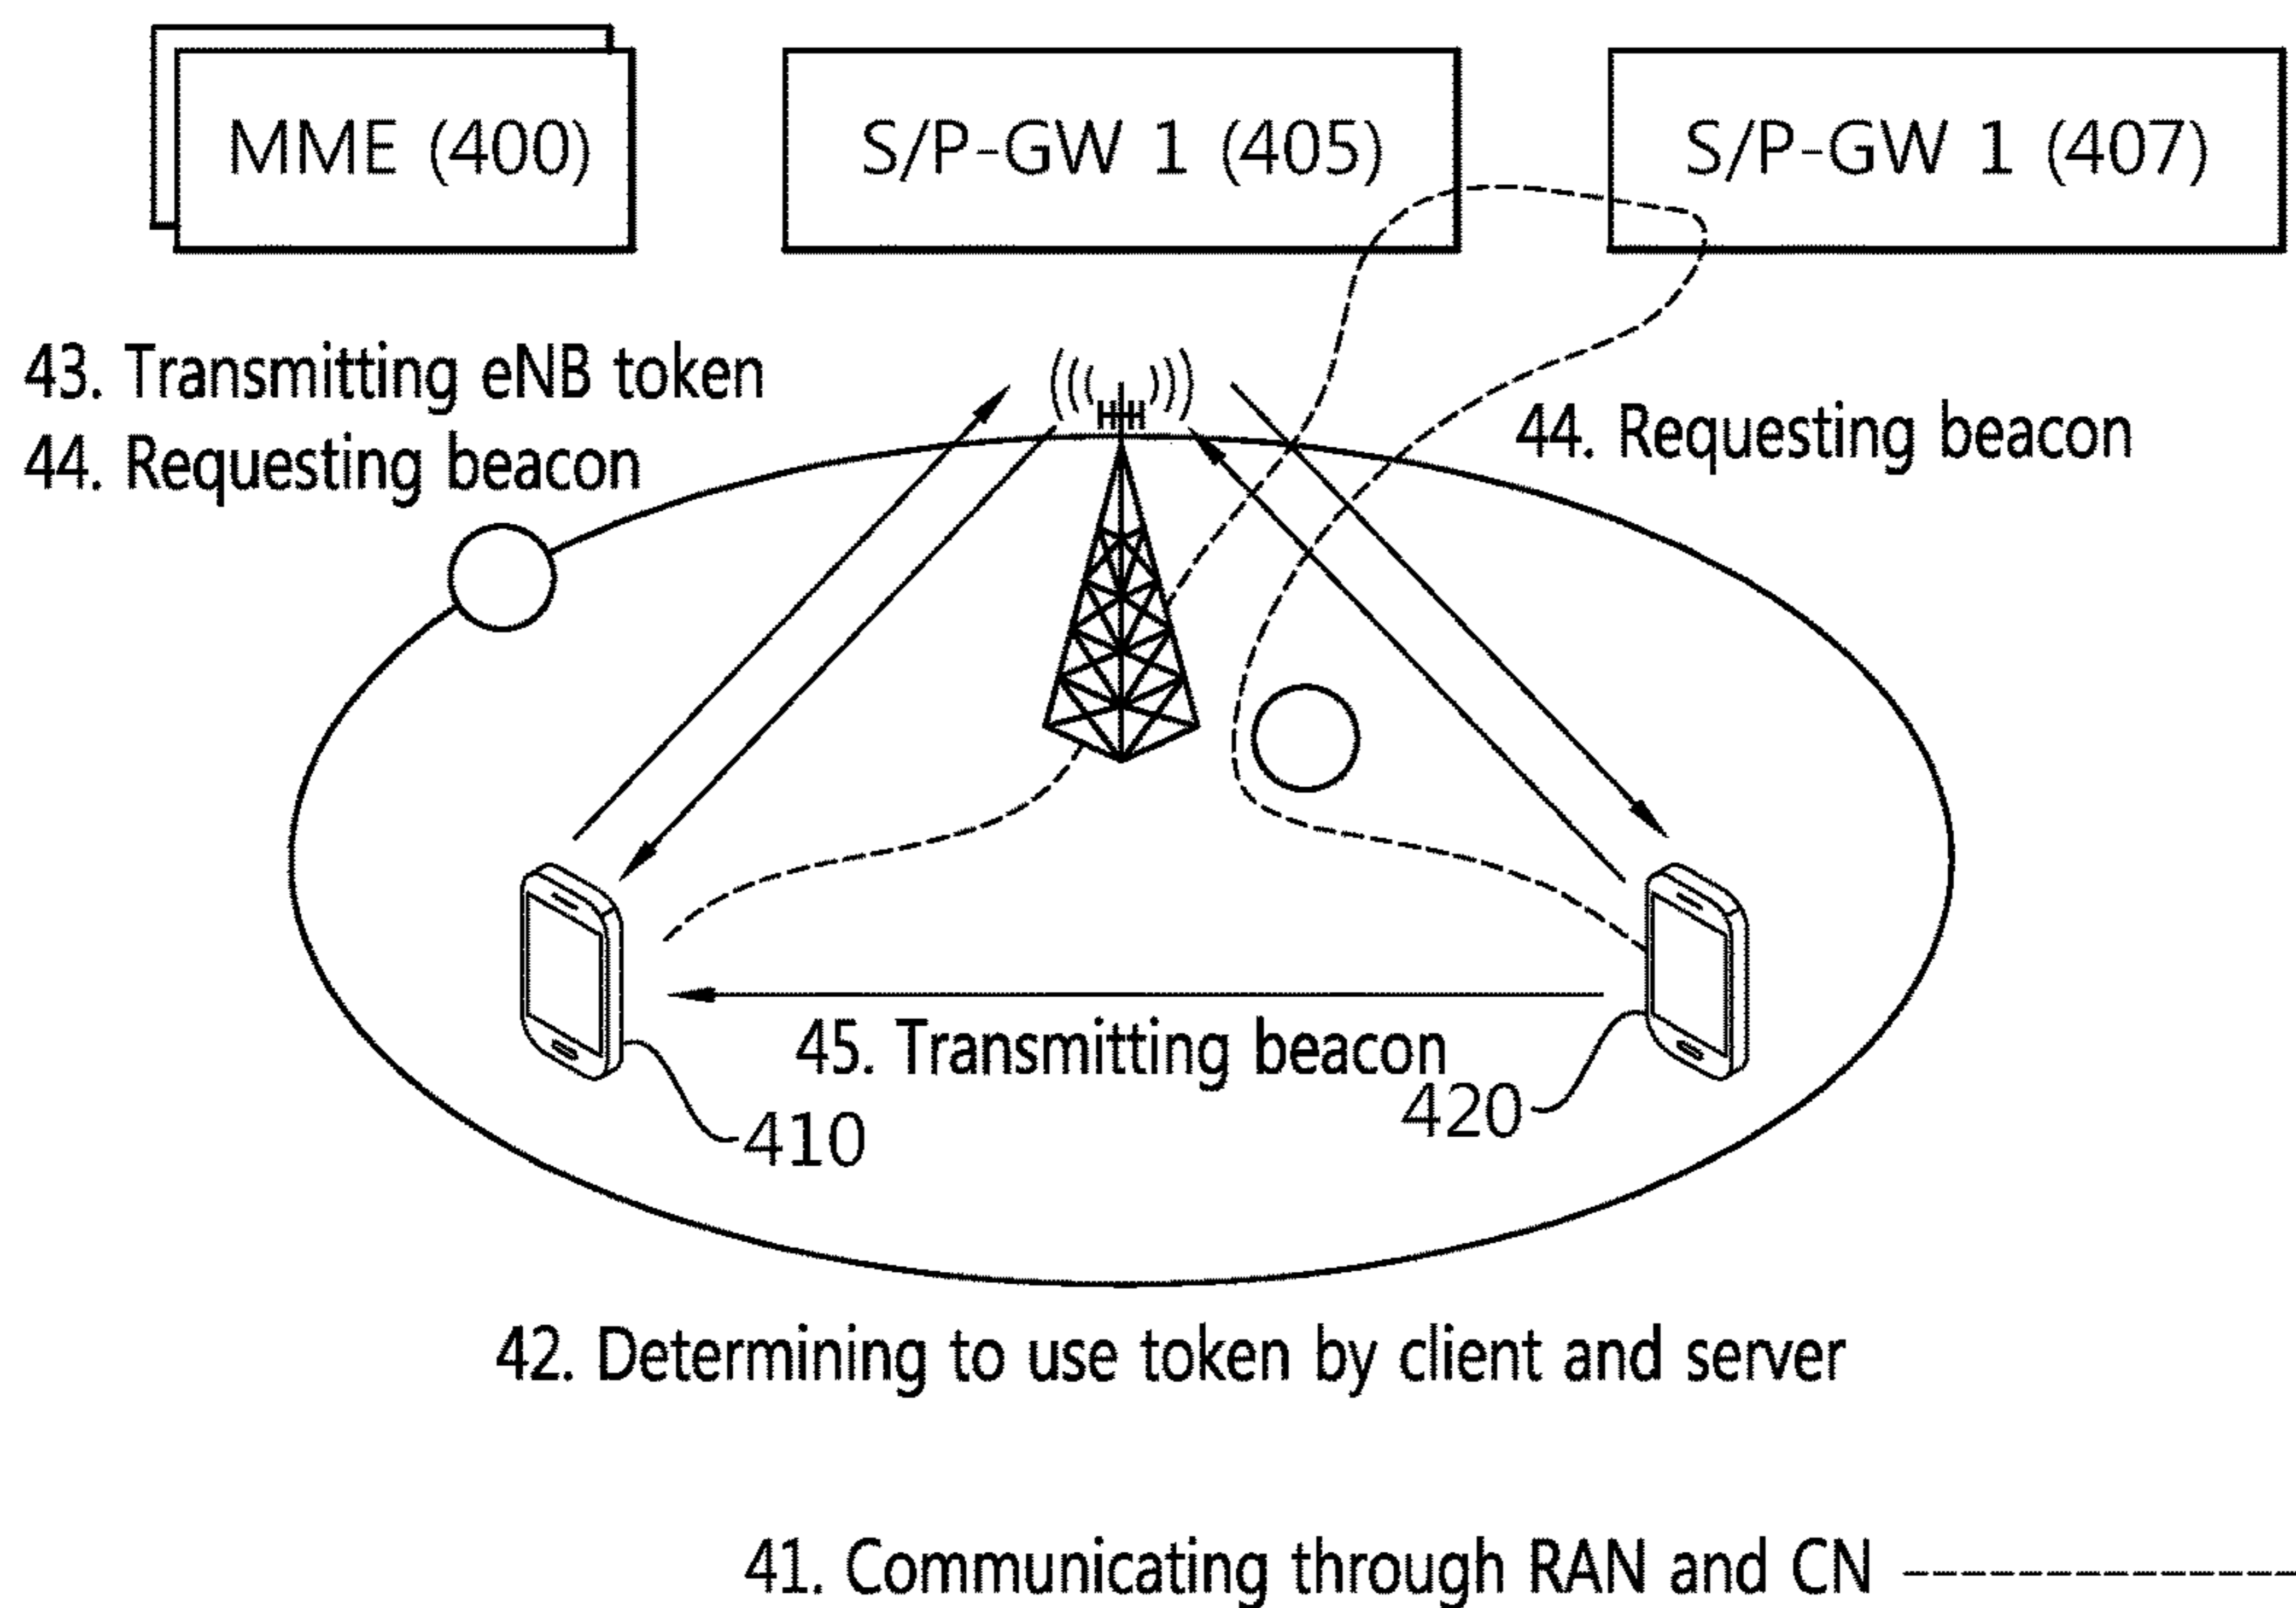 MME (400)
S/P-GW 1 (405)
S/P-GW 1 (407)
43. Transmitting eNB token
44. Requesting beacon
44. Requesting beacon
45. Transmitting beacon
410
420
42. Determining to use token by client and server
41. Communicating through RAN and CN